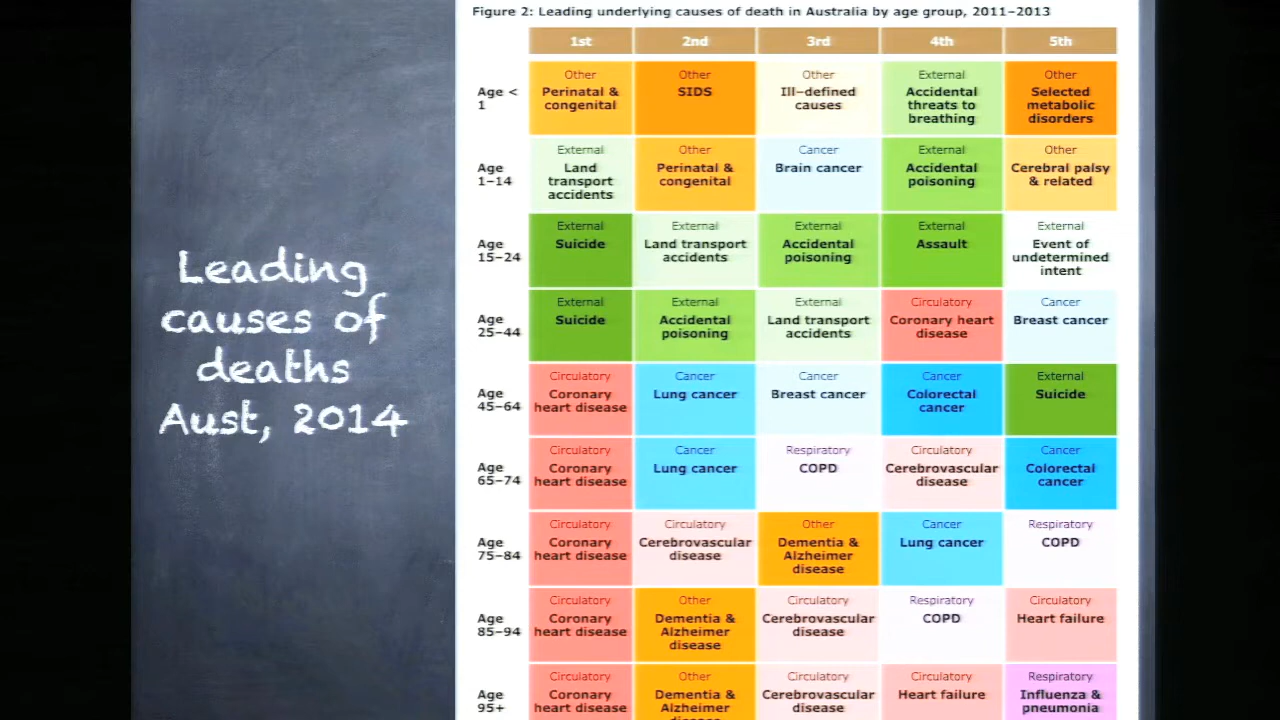 Figure 2: Leading underlying causes of death in Australia by age group, 2011–2013
1st 2nd 3rd 4th 5th
Age < 1
Other
Perinatal & congenital
Other
SIDS
Other
Ill-defined causes
External
Accidental threats to breathing
Other
Selected metabolic disorders
Age 1–14
External
Land transport accidents
Other
Perinatal & congenital
Cancer
Brain cancer
External
Accidental poisoning
Other
Cerebral palsy & related
Age 15–24
External
Suicide
External
Land transport accidents
External
Accidental poisoning
External
Assault
External
Event of undetermined intent
Age 25–44
External
Suicide
External
Accidental poisoning
External
Land transport accidents
Circulatory
Coronary heart disease
Cancer
Breast cancer
Age 45–64
Circulatory
Coronary heart disease
Cancer
Lung cancer
Cancer
Breast cancer
Cancer
Colorectal cancer
External
Suicide
Age 65–74
Circulatory
Coronary heart disease
Cancer
Lung cancer
Respiratory
COPD
Circulatory
Cerebrovascular disease
Cancer
Colorectal cancer
Age 75–84
Circulatory
Coronary heart disease
Circulatory
Cerebrovascular disease
Other
Dementia & Alzheimer disease
Cancer
Lung cancer
Respiratory
COPD
Age 85–94
Circulatory
Coronary heart disease
Other
Dementia & Alzheimer disease
Circulatory
Cerebrovascular disease
Respiratory
COPD
Circulatory
Heart failure
Age 95+
Circulatory
Coronary heart disease
Other
Dementia & Alzheimer disease
Circulatory
Cerebrovascular disease
Circulatory
Heart failure
Respiratory
Influenza & pneumonia
Leading
causes of
deaths
Aust, 2014